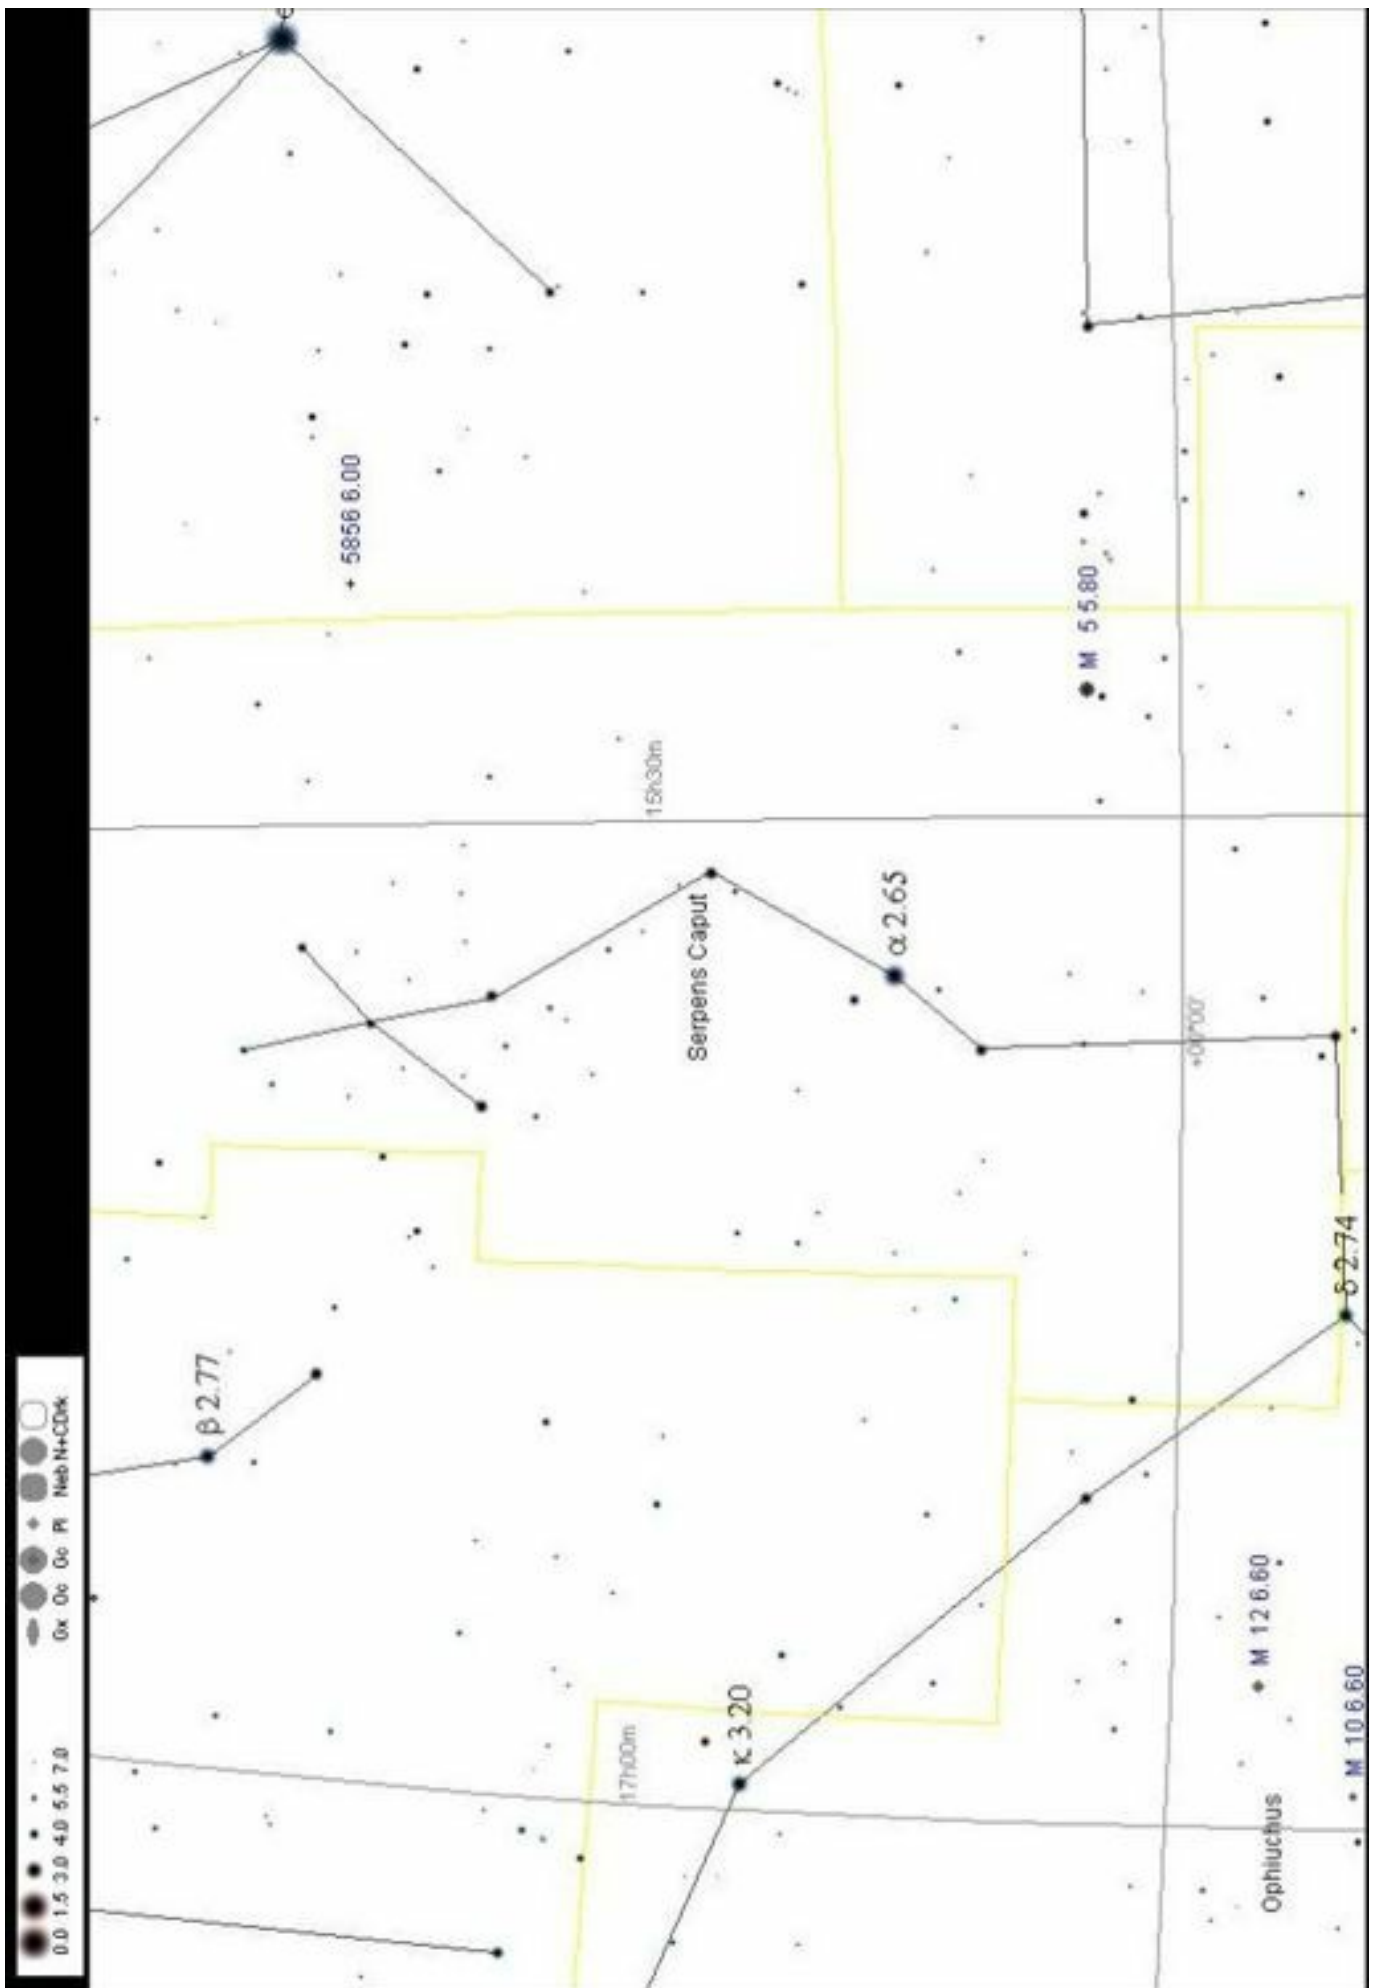 + 5856 6.00
M 5 5.80
15h30m
Serpens Caput
α 2.65
+00°00'
δ 2.74
β 2.77
κ 3.20
17h00m
M 12 6.60
M 10 6.60
Ophiuchus
0.0 1.5 3.0 4.0 5.5 7.0
Gx Oc Gc Pl Neb N+C Drk